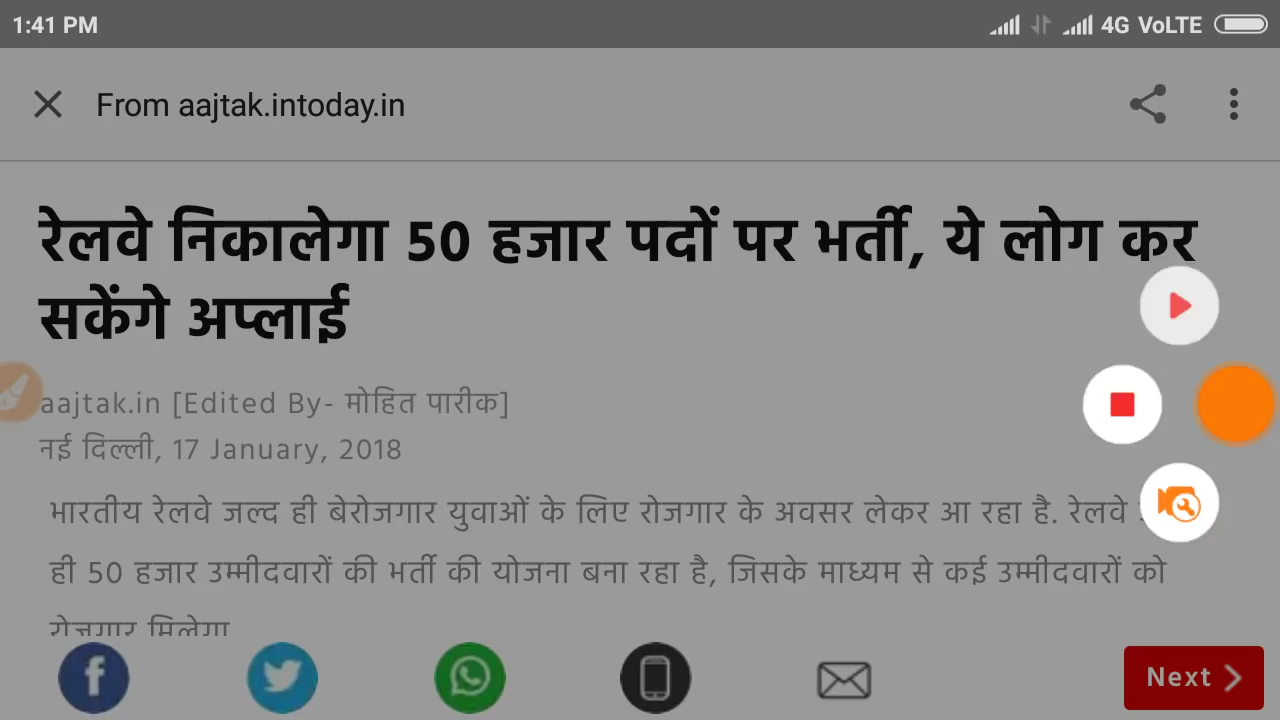 1:41 PM 4G VoLTE
From aajtak.intoday.in
रेलवे निकालेगा 50 हजार पदों पर भर्ती, ये लोग कर
सकेंगे अप्लाई
aajtak.in [Edited By- मोहित पारीक]
नई दिल्ली, 17 January, 2018
भारतीय रेलवे जल्द ही बेरोजगार युवाओं के लिए रोजगार के अवसर लेकर आ रहा है. रेलवे
ही 50 हजार उम्मीदवारों की भर्ती की योजना बना रहा है, जिसके माध्यम से कई उम्मीदवारों को
रोजगार मिलेगा
Next